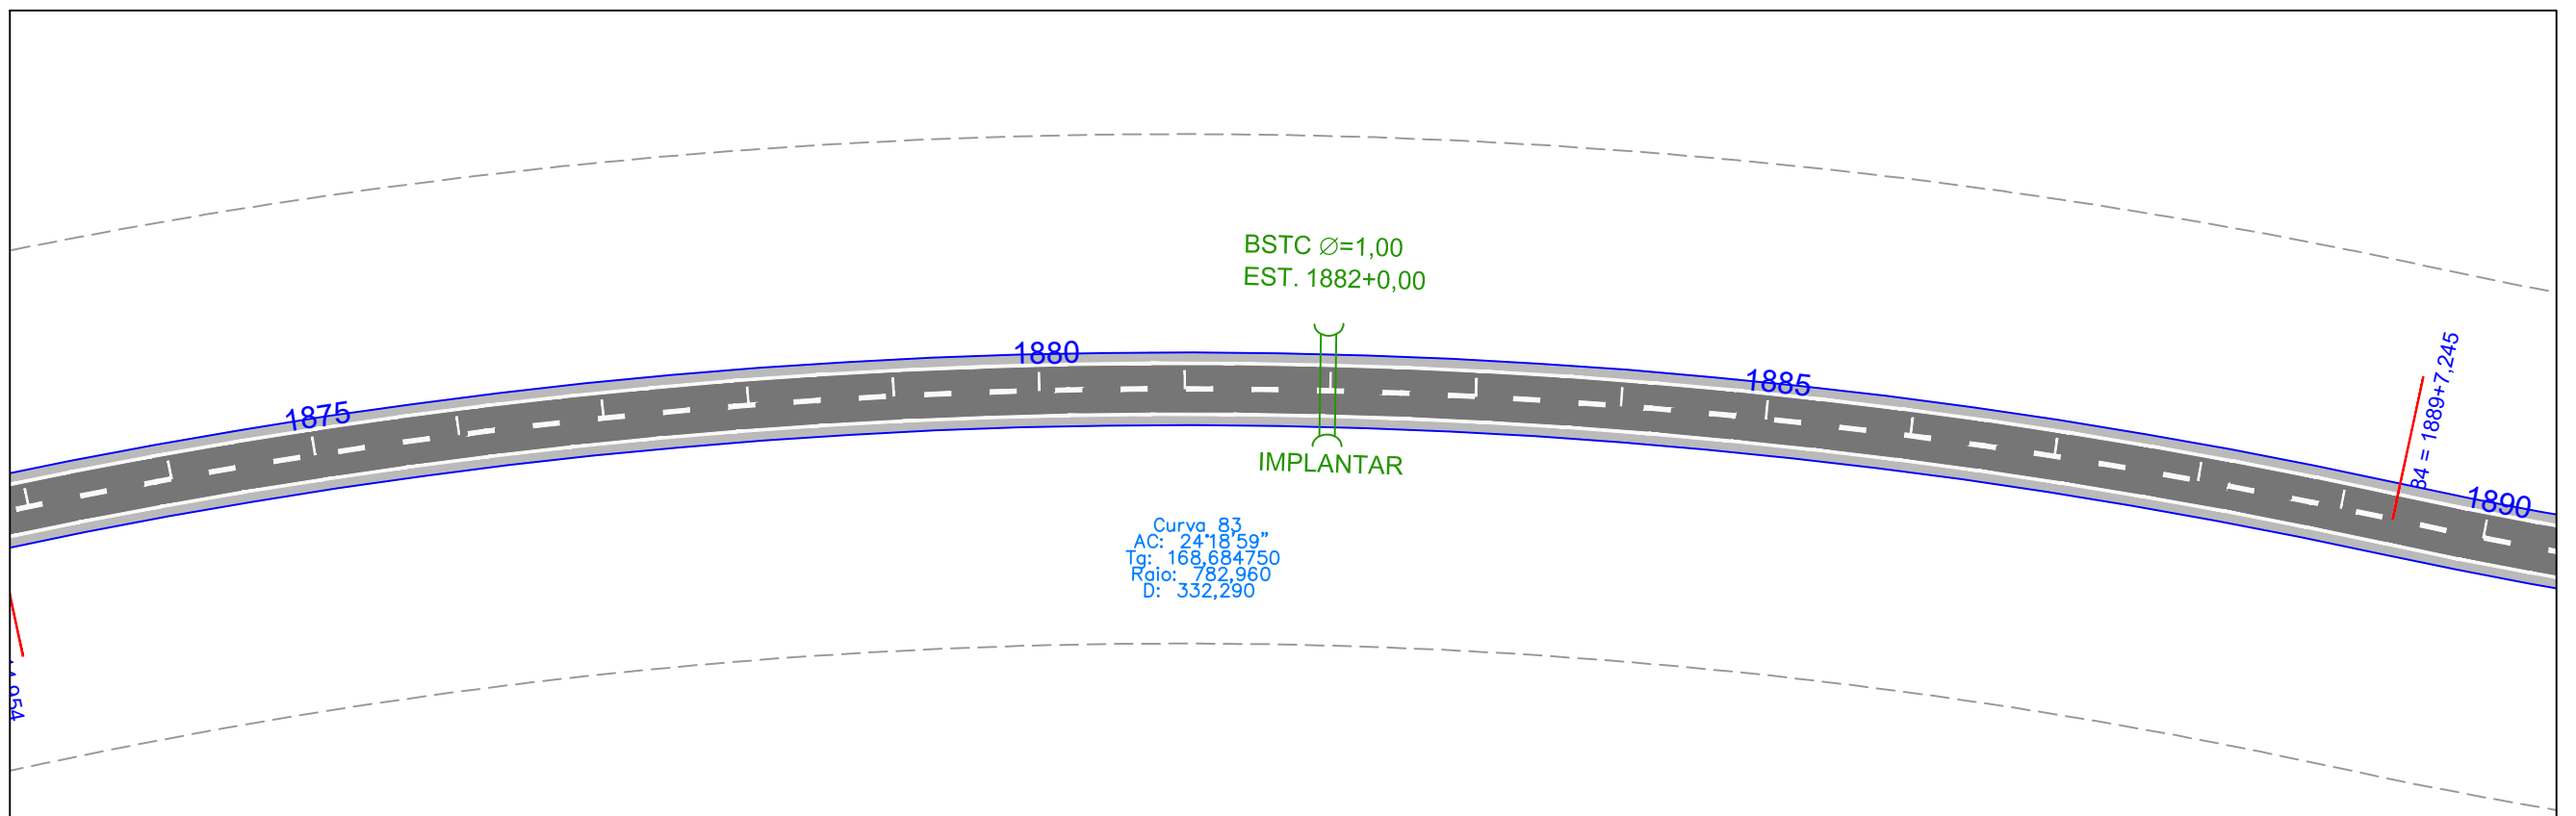 BSTC ∅=1,00
EST. 1882+0,00
1875
1880
1885
1890
84 = 1889+7,245
IMPLANTAR
Curva 83
AC: 24°18'59"
Tg: 168,684750
Raio: 782,960
D: 332,290